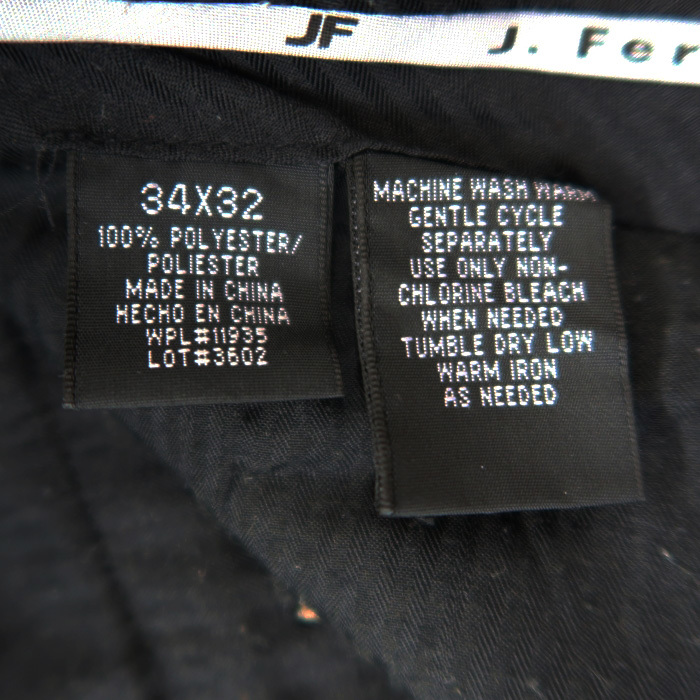 JF J. Fer
34X32
100% POLYESTER/
POLIESTER
MADE IN CHINA
HECHO EN CHINA
WPL#11935
LOT#3602
MACHINE WASH WARM
GENTLE CYCLE
SEPARATELY
USE ONLY NON-
CHLORINE BLEACH
WHEN NEEDED
TUMBLE DRY LOW
WARM IRON
AS NEEDED